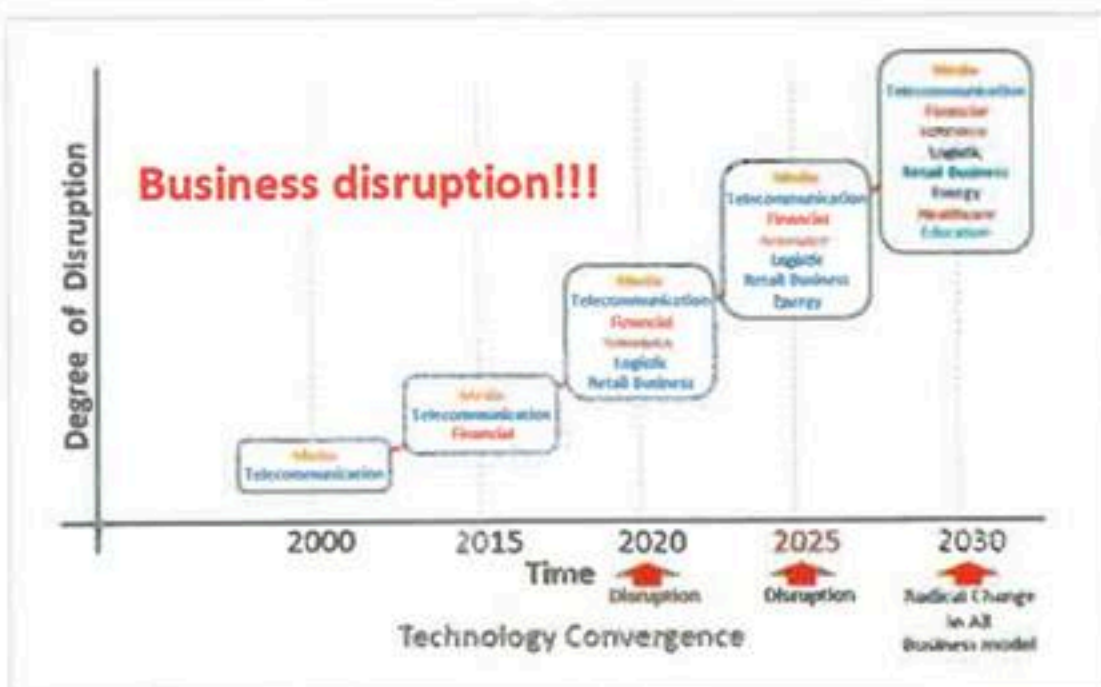 Business disruption!!!
Degree of Disruption
Media
Telecommunication
Media
Telecommunication
Financial
Media
Telecommunication
Financial
Logistik
Retail Business
Media
Telecommunication
Financial
Automotive
Logistik
Retail Business
Energy
Media
Telecommunication
Financial
Logistik
Retail Business
Energy
Healthcare
Education
2000
2015
2020
2025
2030
Time
Disruption
Disruption
Radical Change
in All
Business model
Technology Convergence